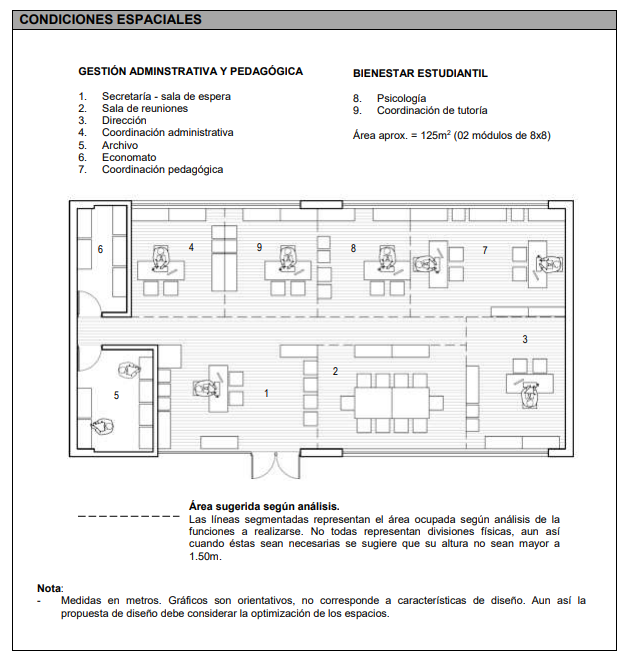 CONDICIONES ESPACIALES
GESTIÓN ADMINSTRATIVA Y PEDAGÓGICA
1. Secretaría - sala de espera
2. Sala de reuniones
3. Dirección
4. Coordinación administrativa
5. Archivo
6. Economato
7. Coordinación pedagógica
BIENESTAR ESTUDIANTIL
8. Psicología
9. Coordinación de tutoría
Área aprox. = 125m² (02 módulos de 8x8)
6
4
9
8
7
3
5
1
2
Área sugerida según análisis.
Las líneas segmentadas representan el área ocupada según análisis de la
funciones a realizarse. No todas representan divisiones físicas, aun así
cuando éstas sean necesarias se sugiere que su altura no sean mayor a
1.50m.
Nota:
- Medidas en metros. Gráficos son orientativos, no corresponde a características de diseño. Aun así la
propuesta de diseño debe considerar la optimización de los espacios.